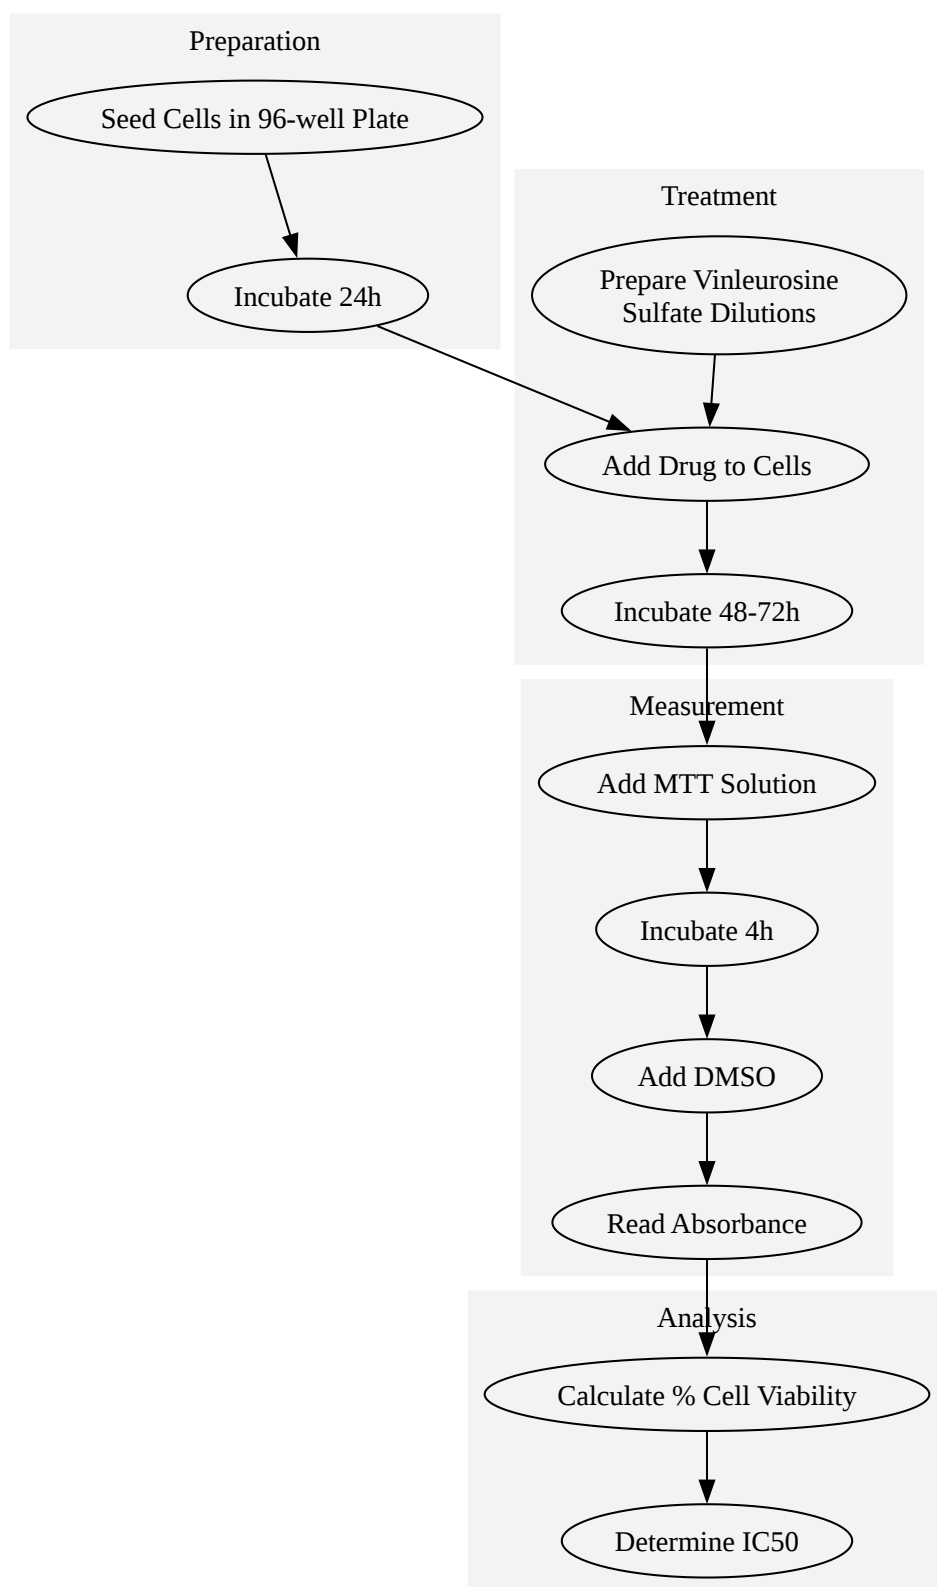 Preparation
Seed Cells in 96-well Plate
Incubate 24h
Treatment
Prepare Vinleurosine
Sulfate Dilutions
Add Drug to Cells
Incubate 48-72h
Measurement
Add MTT Solution
Incubate 4h
Add DMSO
Read Absorbance
Analysis
Calculate % Cell Viability
Determine IC50